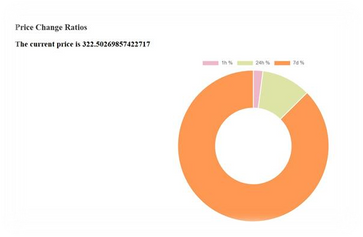 Price Change Ratios
The current price is 322.50269857422717
1h % 24h % 7d %